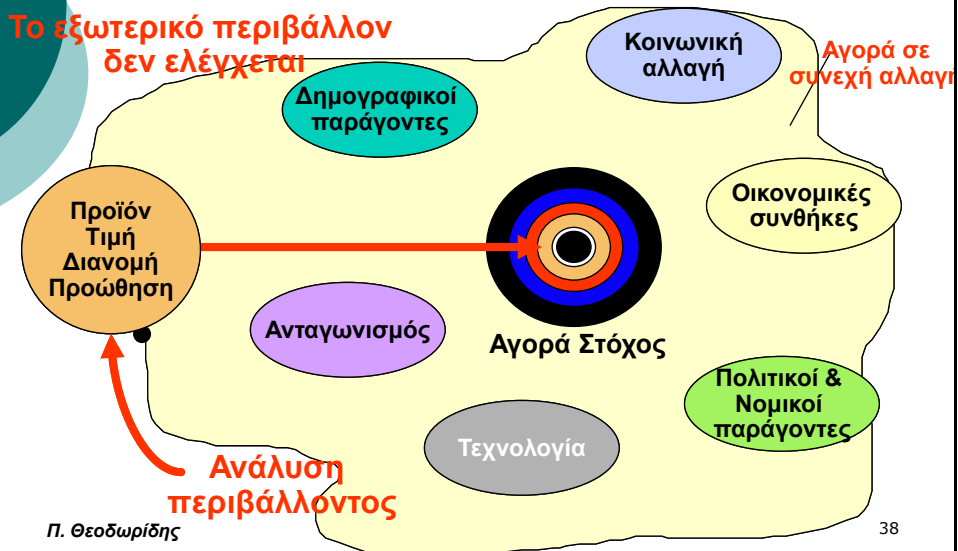 Το εξωτερικό περιβάλλον
δεν ελέγχεται
Κοινωνική
αλλαγή
Αγορά σε
συνεχή αλλαγή
Δημογραφικοί
παράγοντες
Οικονομικές
συνθήκες
Προϊόν
Τιμή
Διανομή
Προώθηση
Ανταγωνισμός
Αγορά Στόχος
Πολιτικοί &
Νομικοί
παράγοντες
Τεχνολογία
Ανάλυση
περιβάλλοντος
Π. Θεοδωρίδης
38